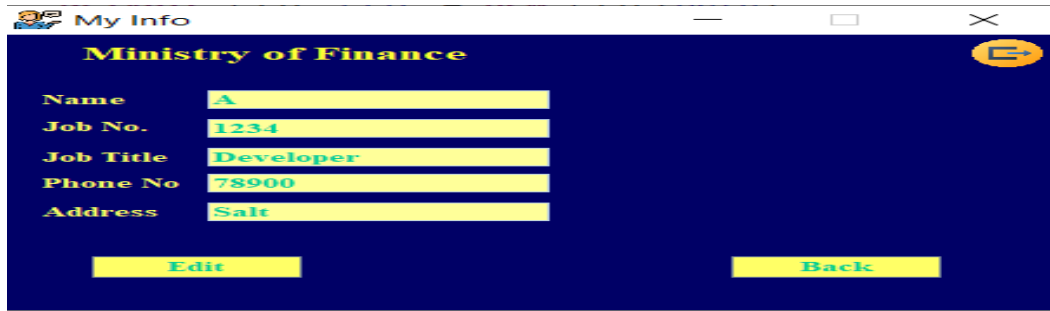 My Info
Ministry of Finance
Name A
Job No. 1234
Job Title Developer
Phone No 78900
Address Salt
Edit Back